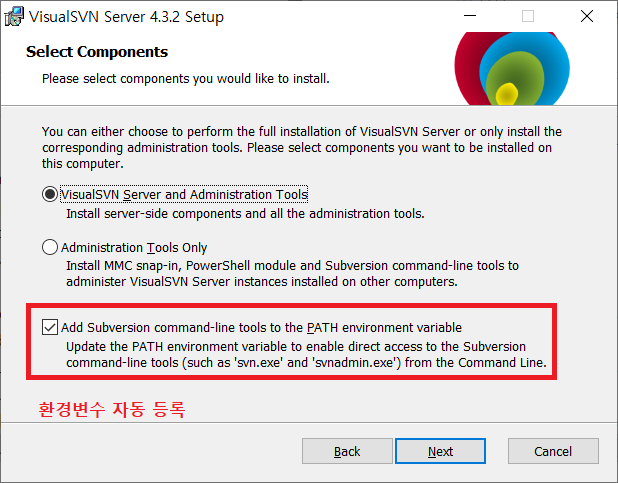 VisualSVN Server 4.3.2 Setup
Select Components
Please select components you would like to install.
You can either choose to perform the full installation of VisualSVN Server or only install the
corresponding administration tools. Please select components you want to be installed on
this computer.
VisualSVN Server and Administration Tools
Install server-side components and all the administration tools.
Administration Tools Only
Install MMC snap-in, PowerShell module and Subversion command-line tools to
administer VisualSVN Server instances installed on other computers.
Add Subversion command-line tools to the PATH environment variable
Update the PATH environment variable to enable direct access to the Subversion
command-line tools (such as 'svn.exe' and 'svnadmin.exe') from the Command Line.
환경변수 자동 등록
Back
Next
Cancel